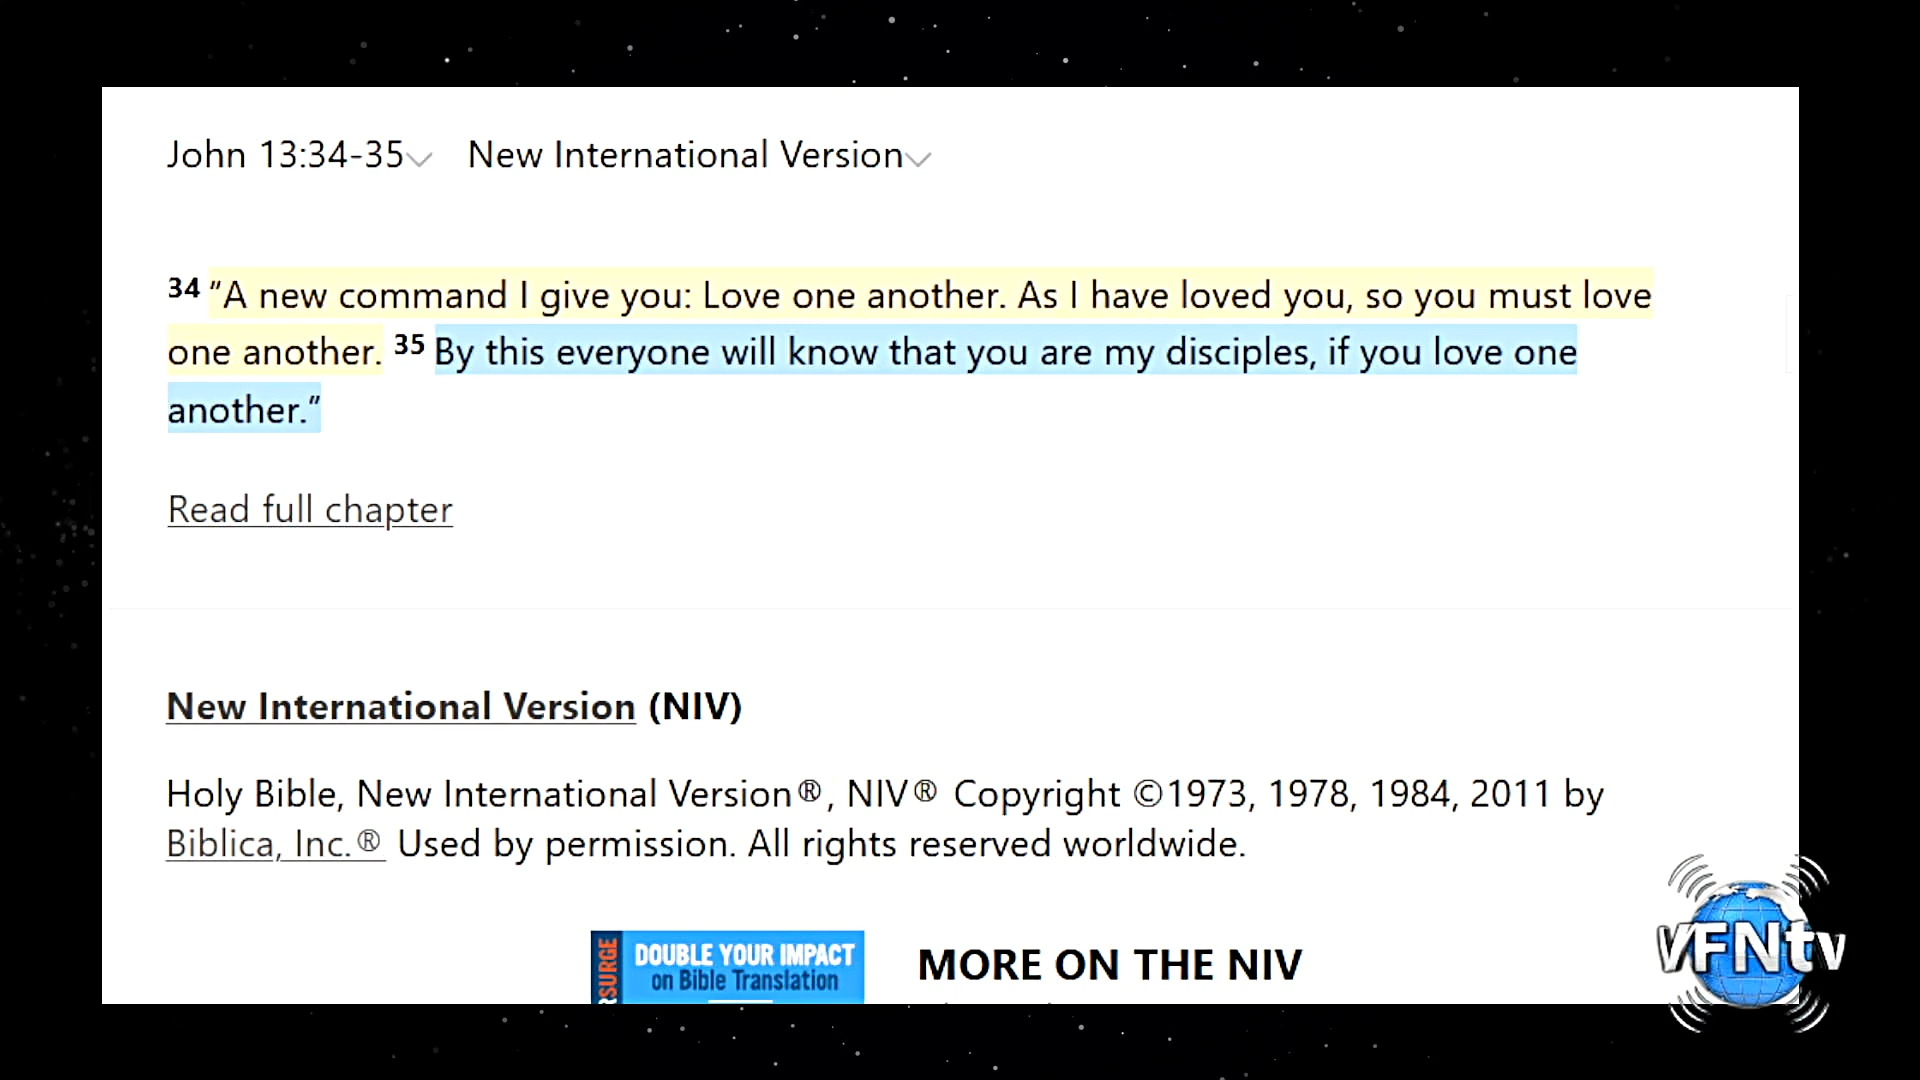 John 13:34-35 New International Version
34 "A new command I give you: Love one another. As I have loved you, so you must love
one another. 35 By this everyone will know that you are my disciples, if you love one
another."
Read full chapter
New International Version (NIV)
Holy Bible, New International Version®, NIV® Copyright ©1973, 1978, 1984, 2011 by
Biblica, Inc.® Used by permission. All rights reserved worldwide.
DOUBLE YOUR IMPACT
on Bible Translation
MORE ON THE NIV
VFNtv